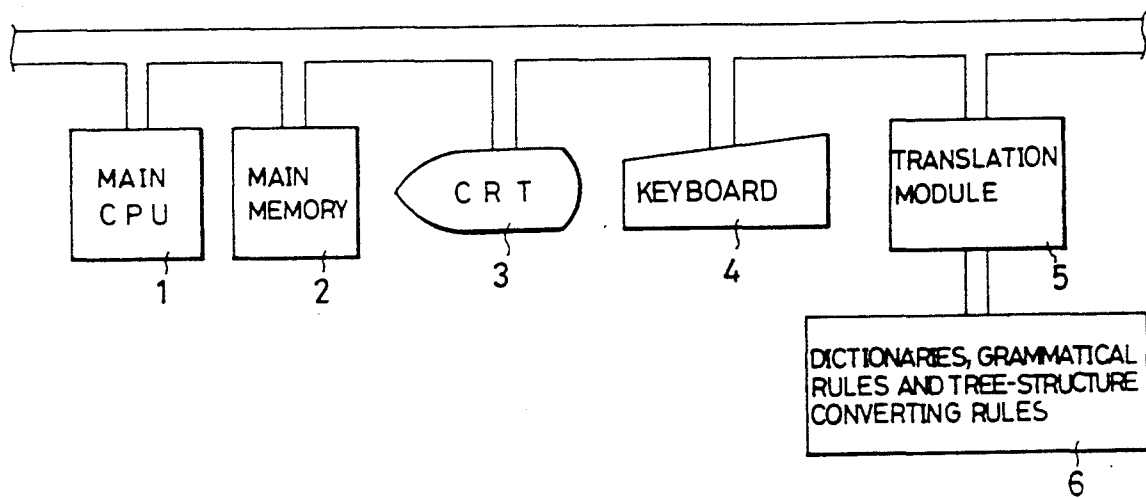 MAIN
CPU
1
MAIN
MEMORY
2
CRT
3
KEYBOARD
4
TRANSLATION
MODULE
5
DICTIONARIES, GRAMMATICAL
RULES AND TREE-STRUCTURE
CONVERTING RULES
6